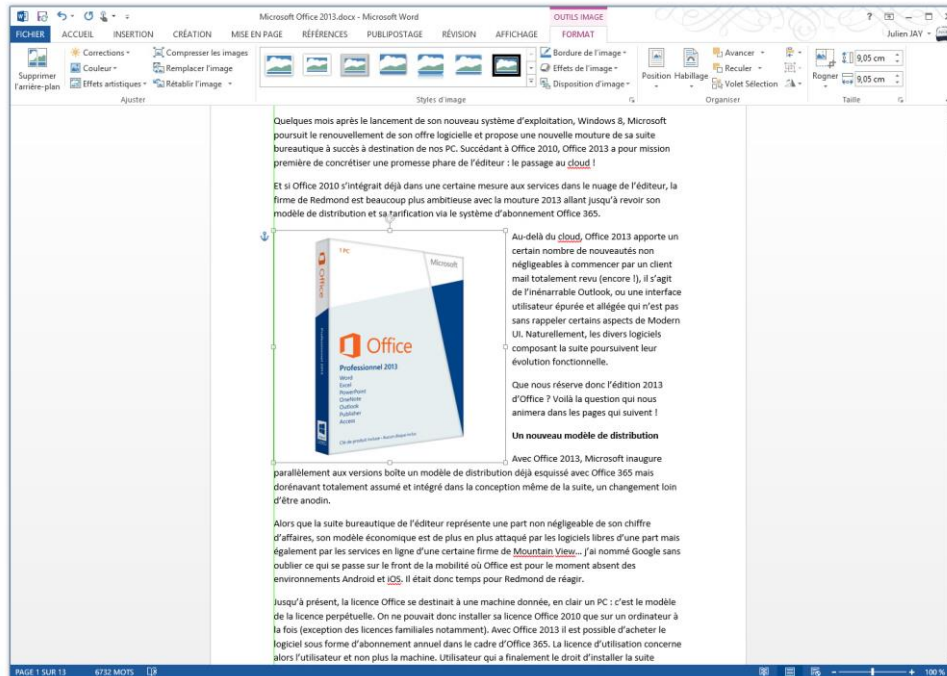 Microsoft Office 2013.docx - Microsoft Word
OUTILS IMAGE
FICHIER ACCUEIL INSERTION CRÉATION MISE EN PAGE RÉFÉRENCES PUBLIPOSTAGE RÉVISION AFFICHAGE FORMAT Julien JAY
Supprimer l'arrière-plan
Corrections
Couleur
Effets artistiques
Compresser les images
Remplacer l'image
Rétablir l'image
Ajuster
Styles d'image
Bordure de l'image
Effets de l'image
Disposition d'image
Position Habillage
Avancer
Reculer
Volet Sélection
Organiser
Rogner
9,05 cm
9,05 cm
Taille
Quelques mois après le lancement de son nouveau système d'exploitation, Windows 8, Microsoft
poursuit le renouvellement de son offre logicielle et propose une nouvelle mouture de sa suite
bureautique à succès à destination de nos PC. Succédant à Office 2010, Office 2013 a pour mission
première de concrétiser une promesse phare de l'éditeur : le passage au cloud !
Et si Office 2010 s'intégrait déjà dans une certaine mesure aux services dans le nuage de l'éditeur, la
firme de Redmond est beaucoup plus ambitieuse avec la mouture 2013 allant jusqu'à revoir son
modèle de distribution et sa tarification via le système d'abonnement Office 365.
1 PC
Microsoft
Office
Professionnel 2013
Office
Professionnel 2013
Word
Excel
PowerPoint
OneNote
Outlook
Publisher
Access
Clé de produit incluse - Aucun disque inclus
Au-delà du cloud, Office 2013 apporte un
certain nombre de nouveautés non
négligeables à commencer par un client
mail totalement revu (encore !), il s'agit
de l'inénarrable Outlook, ou une interface
utilisateur épurée et allégée qui n'est pas
sans rappeler certains aspects de Modern
UI. Naturellement, les divers logiciels
composant la suite poursuivent leur
évolution fonctionnelle.
Que nous réserve donc l'édition 2013
d'Office ? Voilà la question qui nous
animera dans les pages qui suivent !
Un nouveau modèle de distribution
Avec Office 2013, Microsoft inaugure
parallèlement aux versions boîte un modèle de distribution déjà esquissé avec Office 365 mais
dorénavant totalement assumé et intégré dans la conception même de la suite, un changement loin
d'être anodin.
Alors que la suite bureautique de l'éditeur représente une part non négligeable de son chiffre
d'affaires, son modèle économique est de plus en plus attaqué par les logiciels libres d'une part mais
également par les services en ligne d'une certaine firme de Mountain View… j'ai nommé Google sans
oublier ce qui se passe sur le front de la mobilité où Office est pour le moment absent des
environnements Android et iOS. Il était donc temps pour Redmond de réagir.
Jusqu'à présent, la licence Office se destinait à une machine donnée, en clair un PC : c'est le modèle
de la licence perpétuelle. On ne pouvait donc installer sa licence Office 2010 que sur un ordinateur à
la fois (exception des licences familiales notamment). Avec Office 2013 il est possible d'acheter le
logiciel sous forme d'abonnement annuel dans le cadre d'Office 365. La licence d'utilisation concerne
alors l'utilisateur et non plus la machine. Utilisateur qui a finalement le droit d'installer la suite
PAGE 1 SUR 13 6732 MOTS 100 %